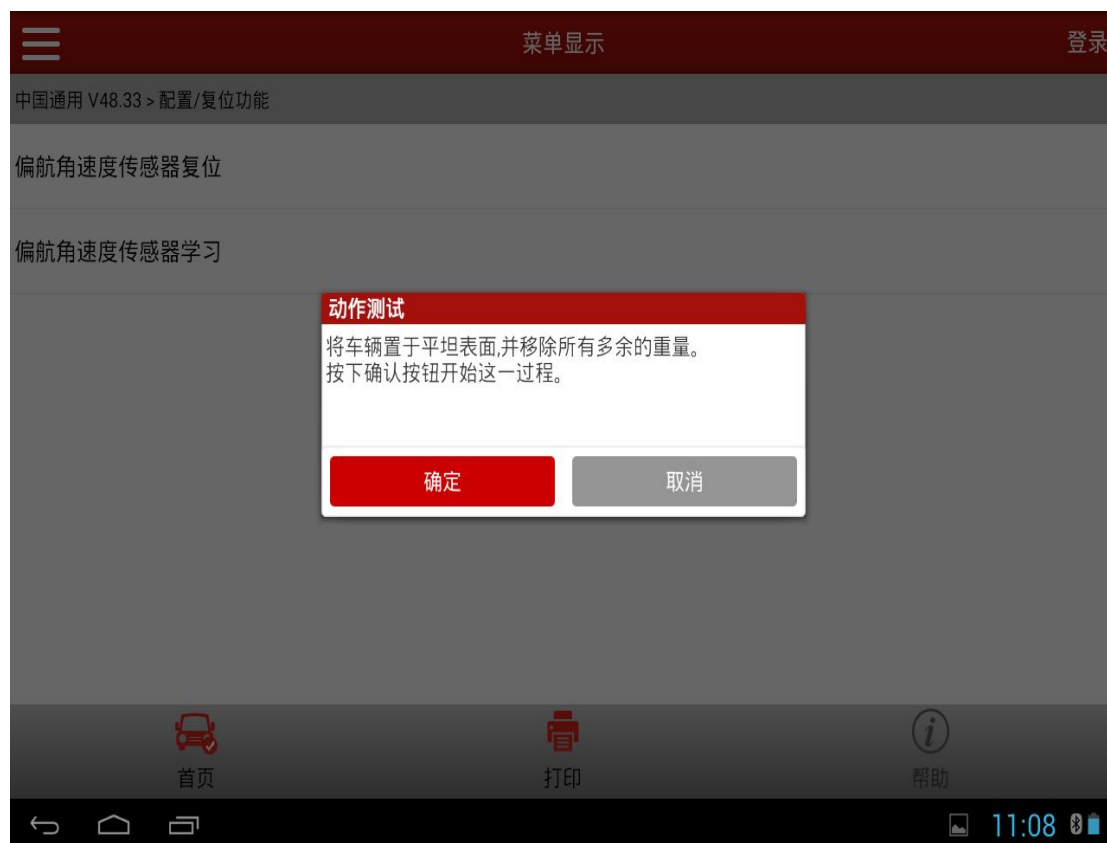 菜单显示
登录
中国通用 V48.33 > 配置/复位功能
偏航角速度传感器复位
偏航角速度传感器学习
动作测试
将车辆置于平坦表面,并移除所有多余的重量。
按下确认按钮开始这一过程。
确定
取消
首页
打印
帮助
11:08